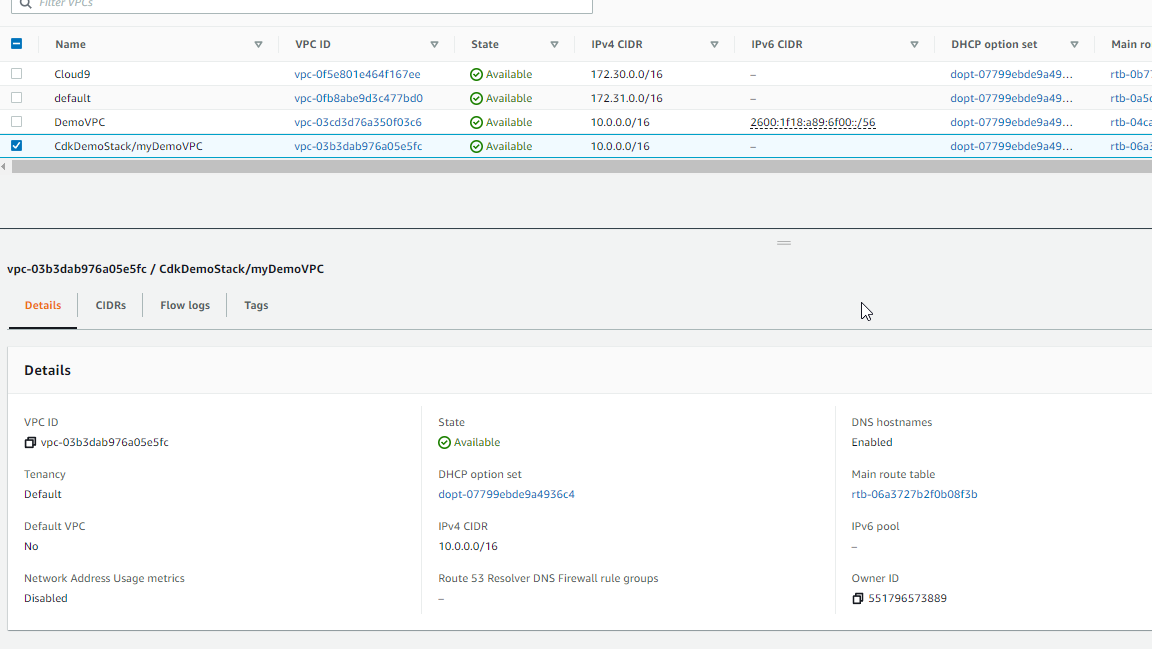 Filter VPCs
Name VPC ID State IPv4 CIDR IPv6 CIDR DHCP option set Main ro
Cloud9 vpc-0f5e801e464f167ee Available 172.30.0.0/16 – dopt-07799ebde9a49... rtb-0b77
default vpc-0fb8abe9d3c477bd0 Available 172.31.0.0/16 – dopt-07799ebde9a49... rtb-0a5c
DemoVPC vpc-03cd3d76a350f03c6 Available 10.0.0.0/16 2600:1f18:a89:6f00::/56 dopt-07799ebde9a49... rtb-04ca
CdkDemoStack/myDemoVPC vpc-03b3dab976a05e5fc Available 10.0.0.0/16 – dopt-07799ebde9a49... rtb-06a3
vpc-03b3dab976a05e5fc / CdkDemoStack/myDemoVPC
Details CIDRs Flow logs Tags
Details
VPC ID State DNS hostnames
vpc-03b3dab976a05e5fc Available Enabled
Tenancy DHCP option set Main route table
Default dopt-07799ebde9a4936c4 rtb-06a3727b2f0b08f3b
Default VPC IPv4 CIDR IPv6 pool
No 10.0.0.0/16 –
Network Address Usage metrics Route 53 Resolver DNS Firewall rule groups Owner ID
Disabled – 551796573889